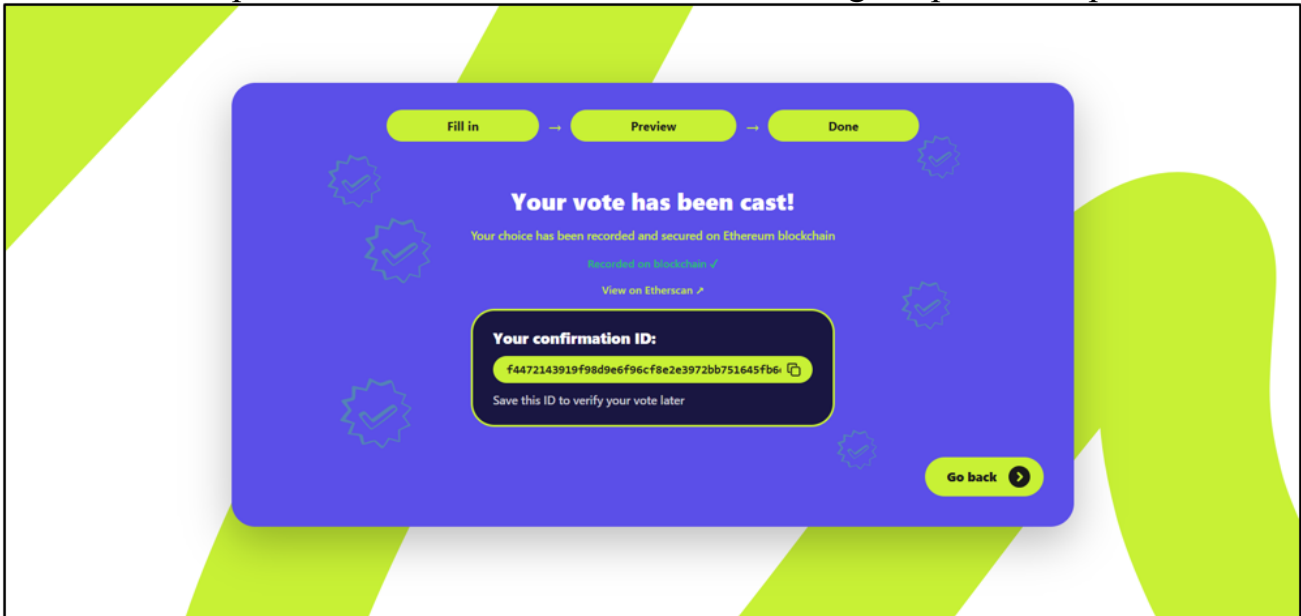 Fill in → Preview → Done
Your vote has been cast!
Your choice has been recorded and secured on Ethereum blockchain
Recorded on blockchain ✓
View on Etherscan ↗
Your confirmation ID:
f4472143919f98d9e6f96cf8e2e3972bb751645fb6
Save this ID to verify your vote later
Go back